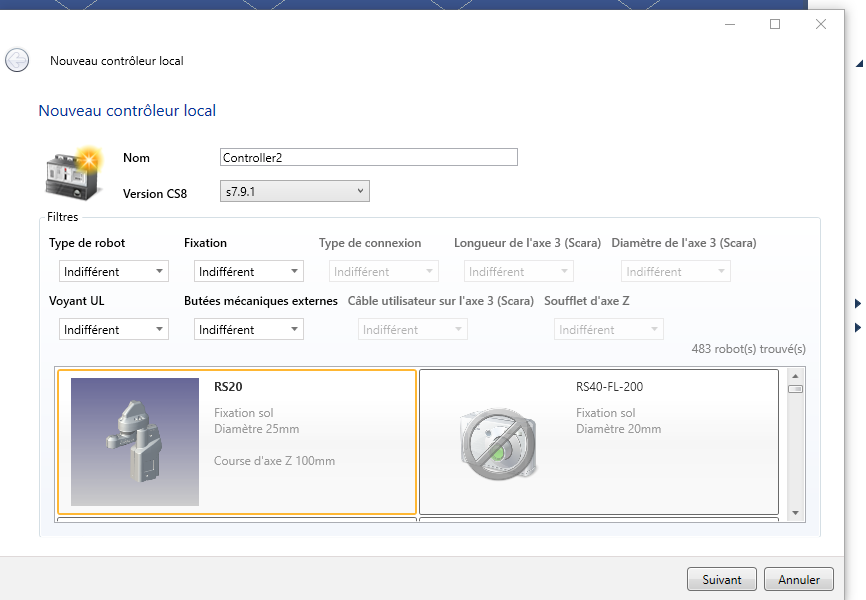 Nouveau contrôleur local
Nouveau contrôleur local
Nom Controller2
Version CS8 s7.9.1
Filtres
Type de robot Fixation Type de connexion Longueur de l'axe 3 (Scara) Diamètre de l'axe 3 (Scara)
Indifférent Indifférent Indifférent Indifférent Indifférent
Voyant UL Butées mécaniques externes Câble utilisateur sur l'axe 3 (Scara) Soufflet d'axe Z
Indifférent Indifférent Indifférent Indifférent
483 robot(s) trouvé(s)
RS20
Fixation sol
Diamètre 25mm
Course d'axe Z 100mm
RS40-FL-200
Fixation sol
Diamètre 20mm
Suivant Annuler